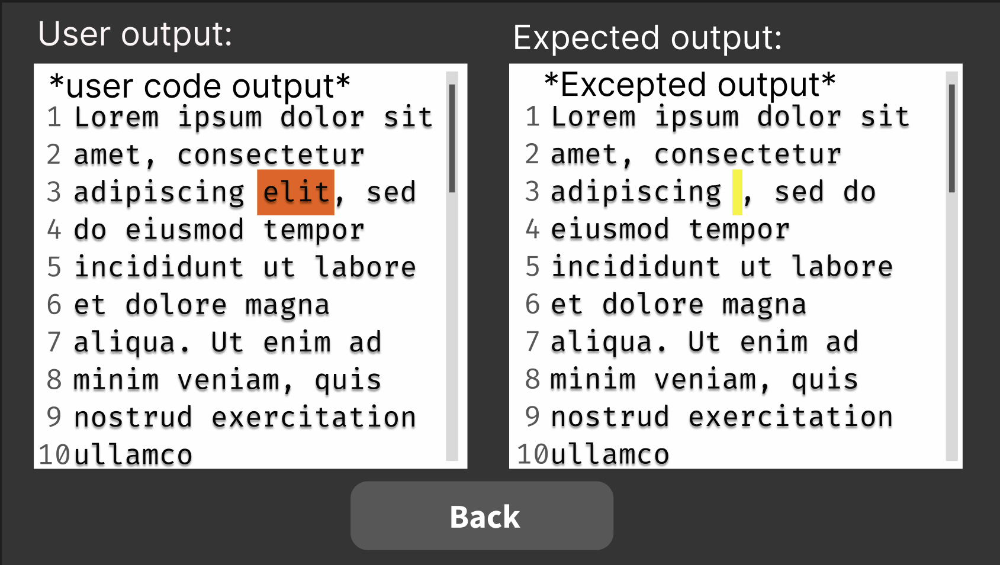 User output:
*user code output*
1 Lorem ipsum dolor sit
2 amet, consectetur
3 adipiscing elit, sed
4 do eiusmod tempor
5 incididunt ut labore
6 et dolore magna
7 aliqua. Ut enim ad
8 minim veniam, quis
9 nostrud exercitation
10 ullamco
Expected output:
*Excepted output*
1 Lorem ipsum dolor sit
2 amet, consectetur
3 adipiscing , sed do
4 eiusmod tempor
5 incididunt ut labore
6 et dolore magna
7 aliqua. Ut enim ad
8 minim veniam, quis
9 nostrud exercitation
10 ullamco
Back